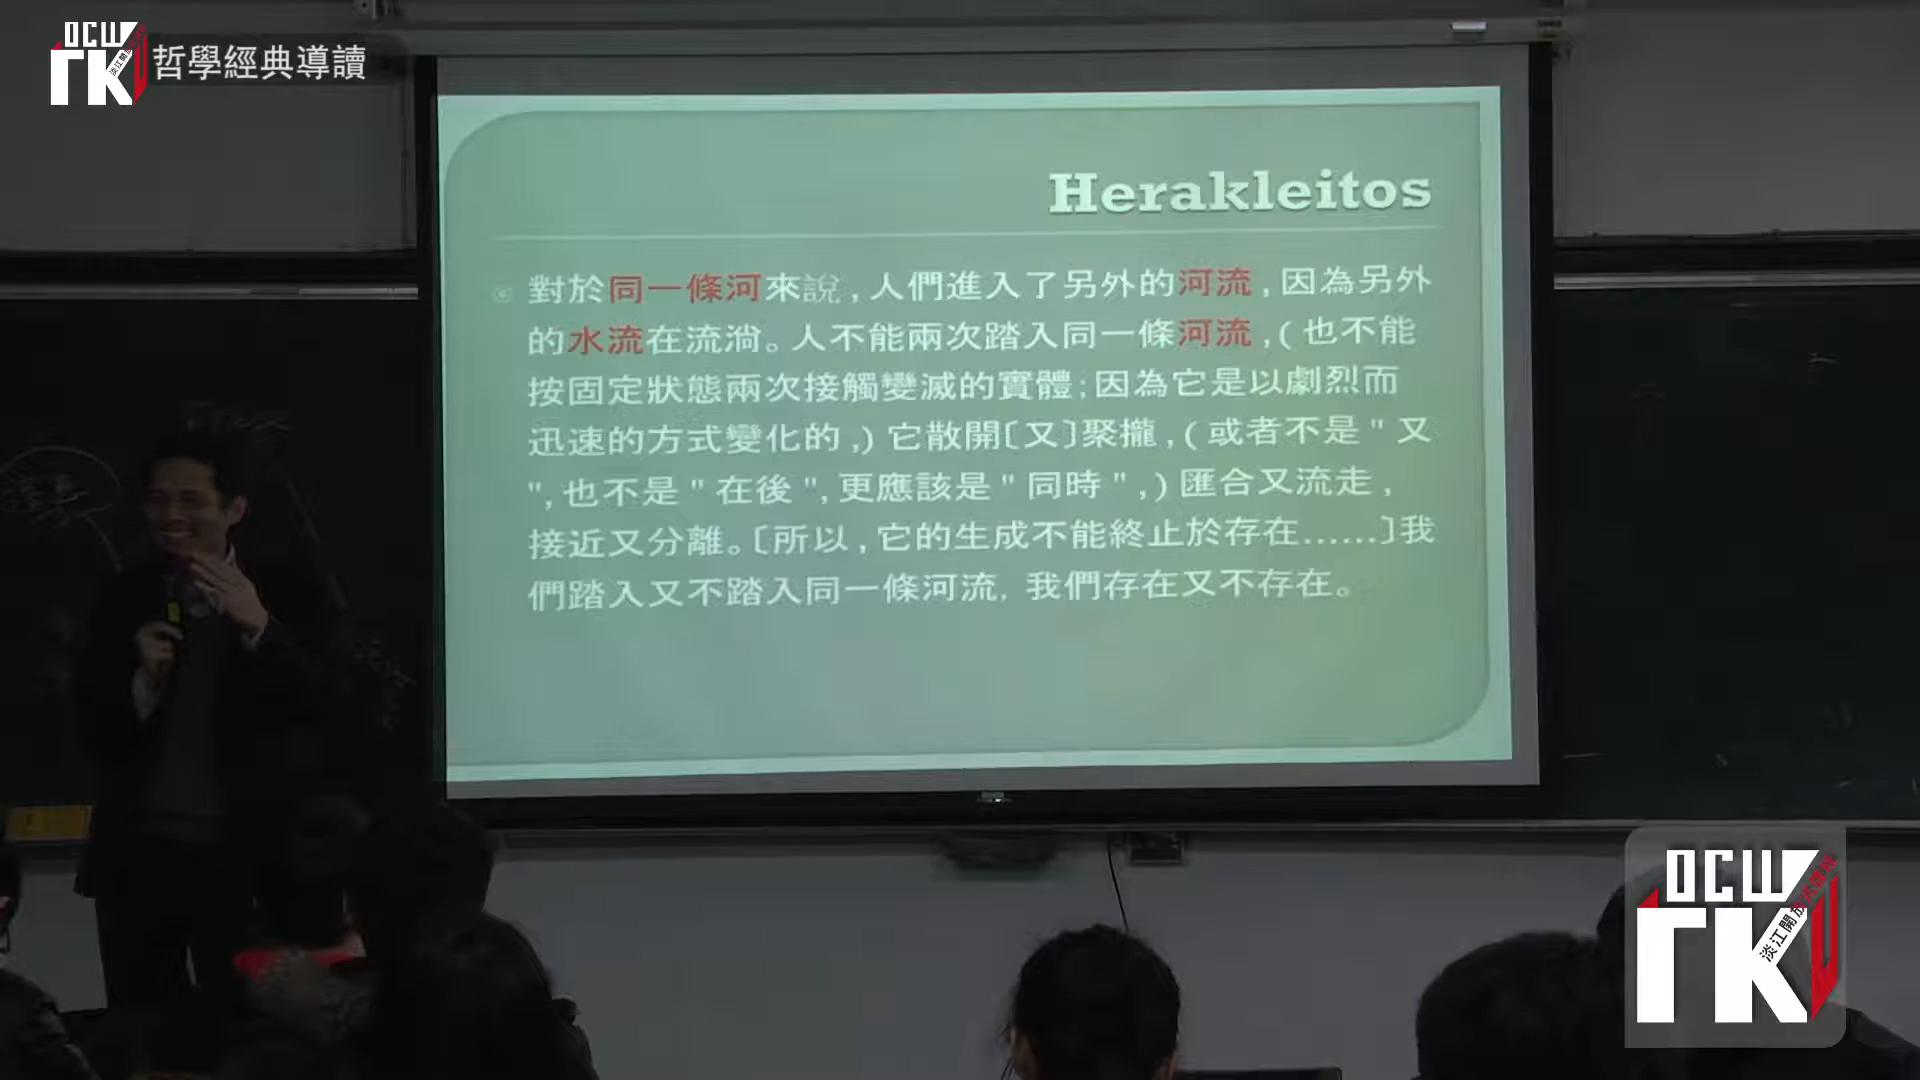 OCW
TKU
淡江開放式課程
哲學經典導讀
Herakleitos
對於同一條河來說,人們進入了另外的河流,因為另外
的水流在流淌。人不能兩次踏入同一條河流,(也不能
按固定狀態兩次接觸變滅的實體;因為它是以劇烈而
迅速的方式變化的,)它散開〔又〕聚攏,(或者不是"又
",也不是"在後",更應該是"同時",)匯合又流走,
接近又分離。〔所以,它的生成不能終止於存在......〕我
們踏入又不踏入同一條河流,我們存在又不存在。
OCW
TKU
淡江開放式課程